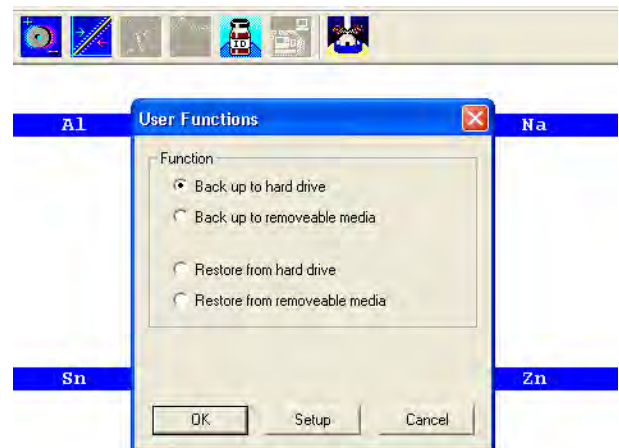 ID
Al
User Functions
Na
Function
Back up to hard drive
Back up to removeable media
Restore from hard drive
Restore from removeable media
Sn
Zn
OK
Setup
Cancel